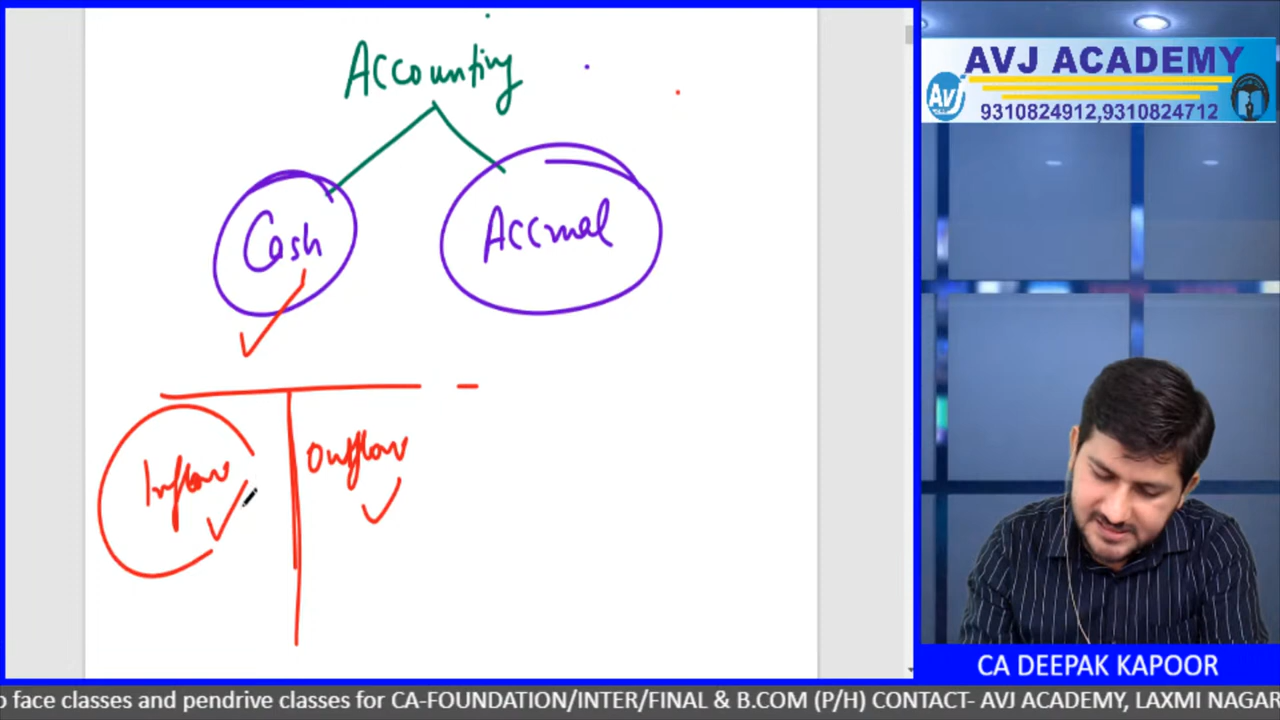 Accounting
Cash
Accrual
Inflow
Outflow
AVJ ACADEMY
AVJ
9310824912,9310824712
CA DEEPAK KAPOOR
o face classes and pendrive classes for CA-FOUNDATION/INTER/FINAL & B.COM (P/H) CONTACT- AVJ ACADEMY, LAXMI NAGAR